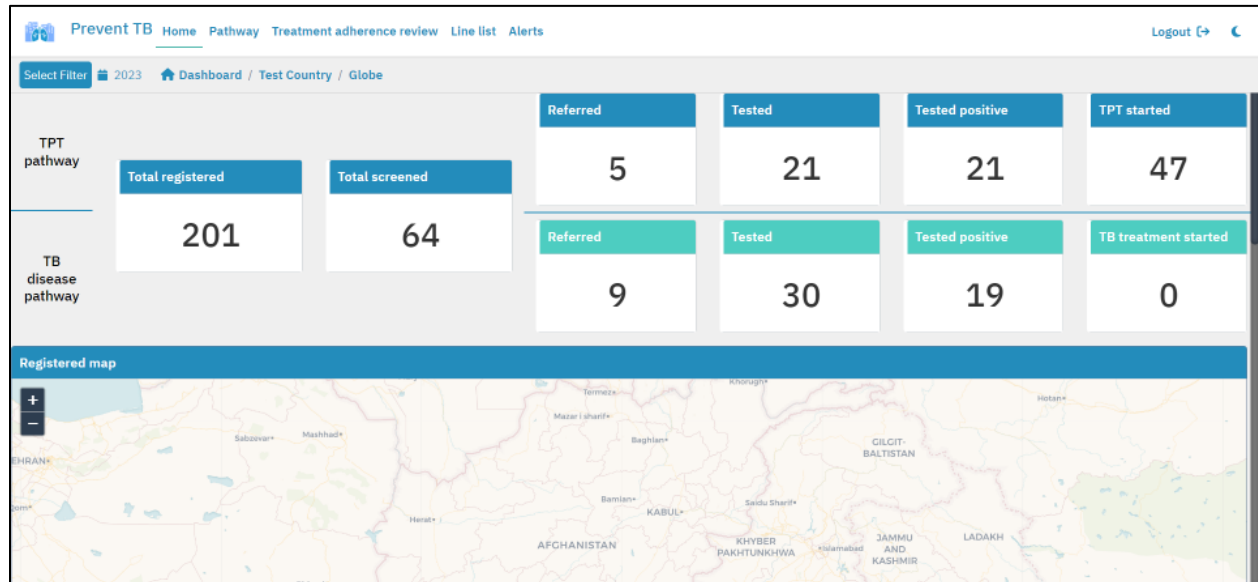 Prevent TB Home Pathway Treatment adherence review Line list Alerts Logout
Select Filter 2023 Dashboard / Test Country / Globe
TPT
pathway
TB
disease
pathway
Total registered
201
Total screened
64
Referred
5
Tested
21
Tested positive
21
TPT started
47
Referred
9
Tested
30
Tested positive
19
TB treatment started
0
Registered map
+
−
Termez
Khorugh
Hotan
Mazar i sharif
Sabzevar
Mashhad
Baghlan
GILGIT-
BALTISTAN
EHRAN
Bamian
Saidu Sharif
KABUL
Herat
AFGHANISTAN
KHYBER
PAKHTUNKHWA
Islamabad
JAMMU
AND
KASHMIR
LADAKH